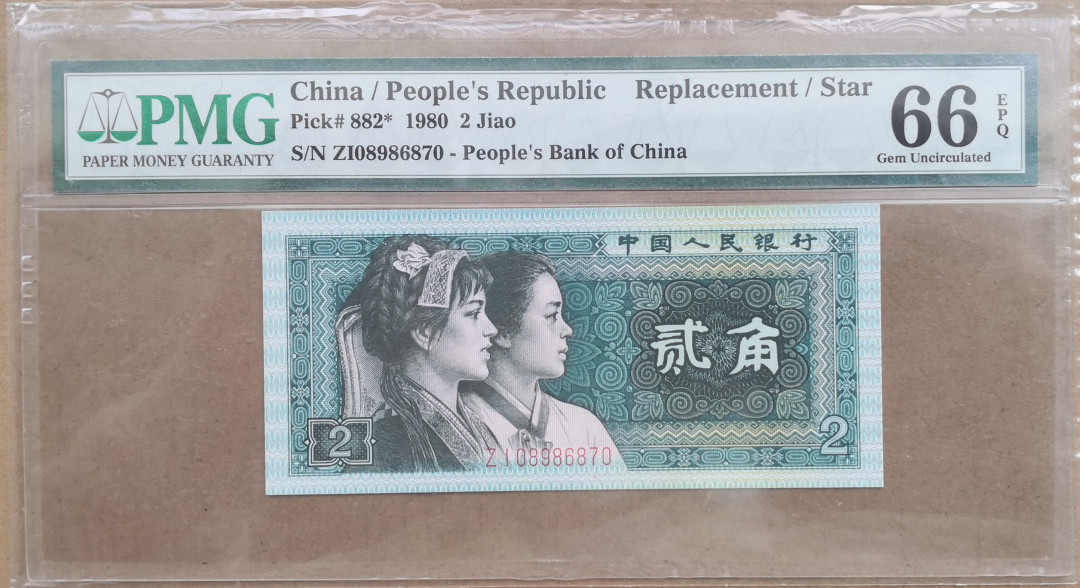 PMG
PAPER MONEY GUARANTY
China / People's Republic Replacement / Star
Pick# 882* 1980 2 Jiao
S/N ZI08986870 - People's Bank of China
66
EPQ
Gem Uncirculated
中国人民银行
贰角
2
2
ZI08986870